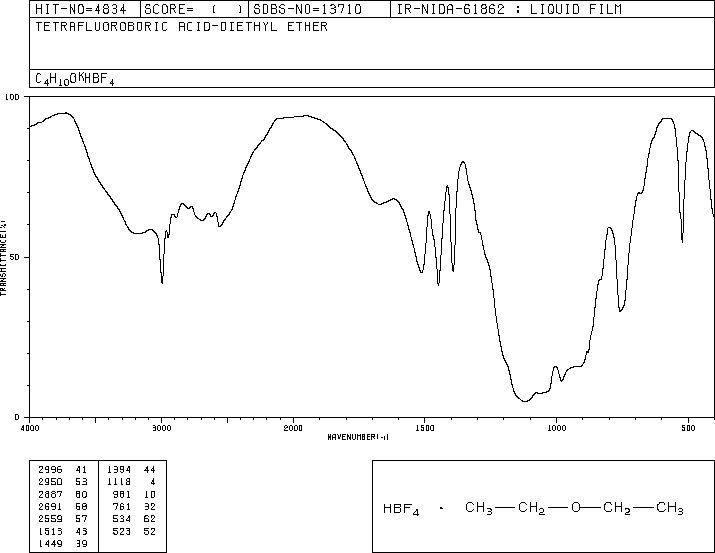 HIT-NO=4834 SCORE= ( ) SDBS-NO=13710 IR-NIDA-61862 : LIQUID FILM
TETRAFLUOROBORIC ACID-DIETHYL ETHER
C4H10O*HBF4
100
50
0
TRANSMITTANCE(%)
4000 3000 2000 1500 1000 500
WAVENUMBER(-1)
2996 41 1394 44
2950 53 1118 4
2887 60 981 10
2691 58 761 32
2559 57 534 62
1513 43 523 52
1449 39
HBF4 · CH3—CH2—O—CH2—CH3